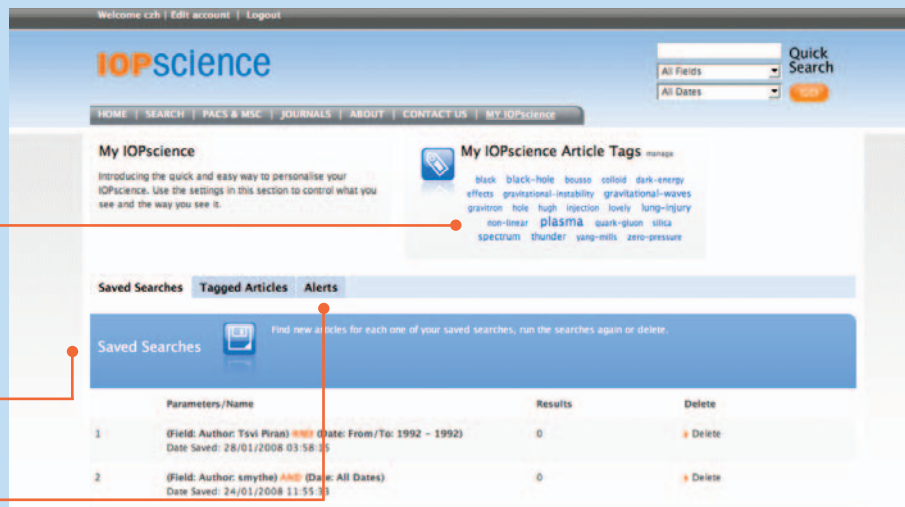 Welcome czh | Edit account | Logout
IOPscience
Quick Search
All Fields
All Dates
GO
HOME | SEARCH | PACS & MSC | JOURNALS | ABOUT | CONTACT US | MY IOPscience
My IOPscience
Introducing the quick and easy way to personalise your
IOPscience. Use the settings in this section to control what you
see and the way you see it.
My IOPscience Article Tags manage
black black-hole bousso colloid dark-energy
effects gravitational-instability gravitational-waves
gravitron hole hugh injection lovely lung-injury
non-linear plasma quark-gluon silica
spectrum thunder yang-mills zero-pressure
Saved Searches Tagged Articles Alerts
Saved Searches
Find new articles for each one of your saved searches, run the searches again or delete.
Parameters/Name Results Delete
1 (Field: Author: Tsvi Piran) AND (Date: From/To: 1992 - 1992) 0 Delete
Date Saved: 28/01/2008 03:58:15
2 (Field: Author: smythe) AND (Date: All Dates) 0 Delete
Date Saved: 24/01/2008 11:55:33